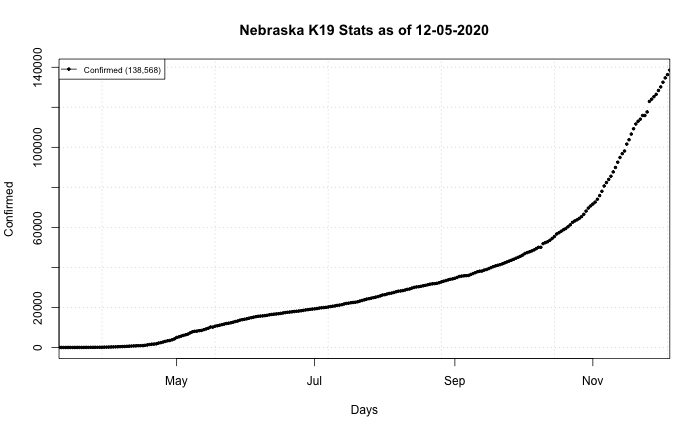 Nebraska K19 Stats as of 12-05-2020
Confirmed (138,568)
140000
100000
60000
20000
0
Confirmed
May Jul Sep Nov
Days